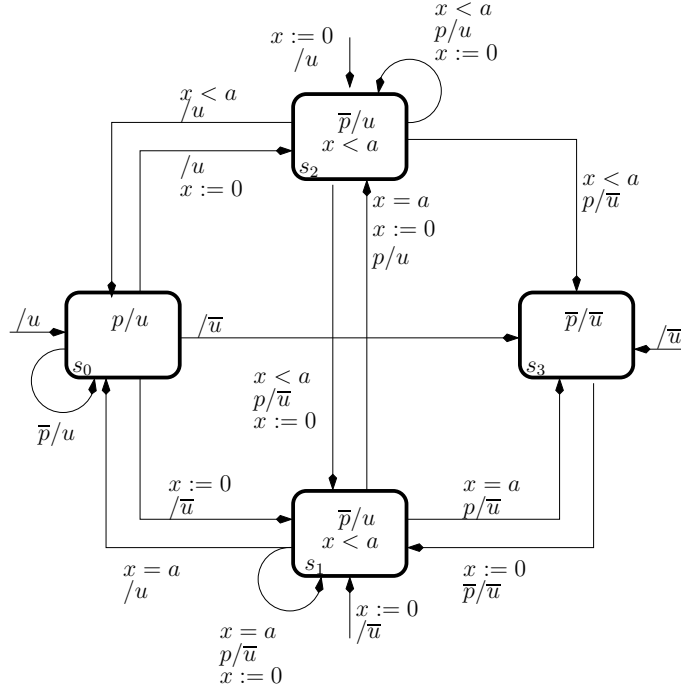 x := 0
/u
x < a
p/u
x := 0
x < a
/u
p̅/u
x < a
s₂
/u
x := 0
x < a
p/u̅
x = a
x := 0
p/u
/u
p/u
s₀
/u̅
p̅/u̅
s₃
/u̅
p̅/u
x < a
p/u̅
x := 0
x := 0
/u̅
p̅/u
x < a
s₁
x = a
p/u̅
x = a
/u
x := 0
p̅/u̅
x := 0
/u̅
x = a
p/u̅
x := 0